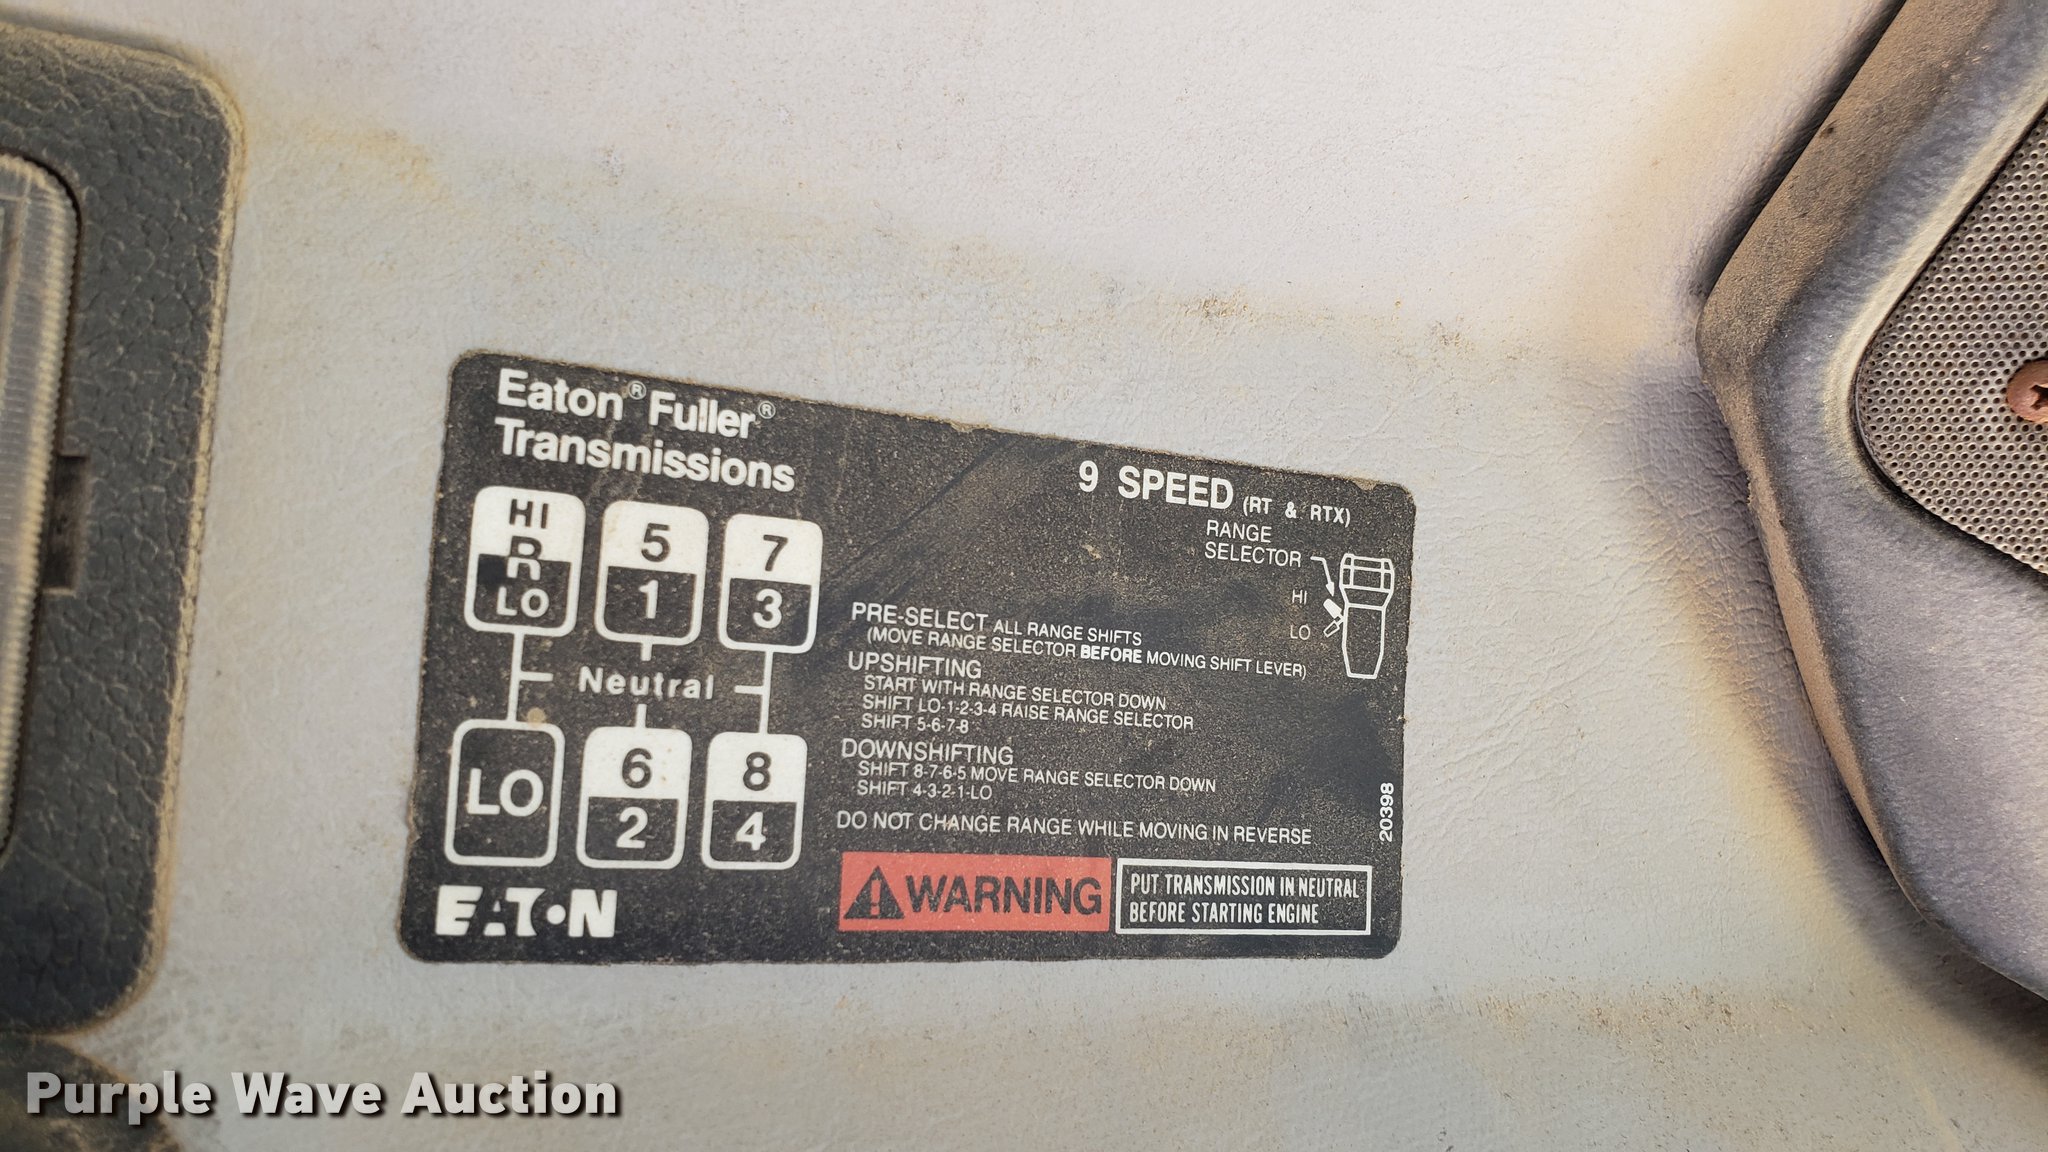 Eaton® Fuller®
Transmissions
9 SPEED (RT & RTX)
RANGE
SELECTOR
HI
LO
HI
R
LO
5
1
7
3
Neutral
LO
6
2
8
4
PRE-SELECT ALL RANGE SHIFTS
(MOVE RANGE SELECTOR BEFORE MOVING SHIFT LEVER)
UPSHIFTING
START WITH RANGE SELECTOR DOWN
SHIFT LO-1-2-3-4 RAISE RANGE SELECTOR
SHIFT 5-6-7-8
DOWNSHIFTING
SHIFT 8-7-6-5 MOVE RANGE SELECTOR DOWN
SHIFT 4-3-2-1-LO
DO NOT CHANGE RANGE WHILE MOVING IN REVERSE
20398
EATON
WARNING
PUT TRANSMISSION IN NEUTRAL
BEFORE STARTING ENGINE
Purple Wave Auction